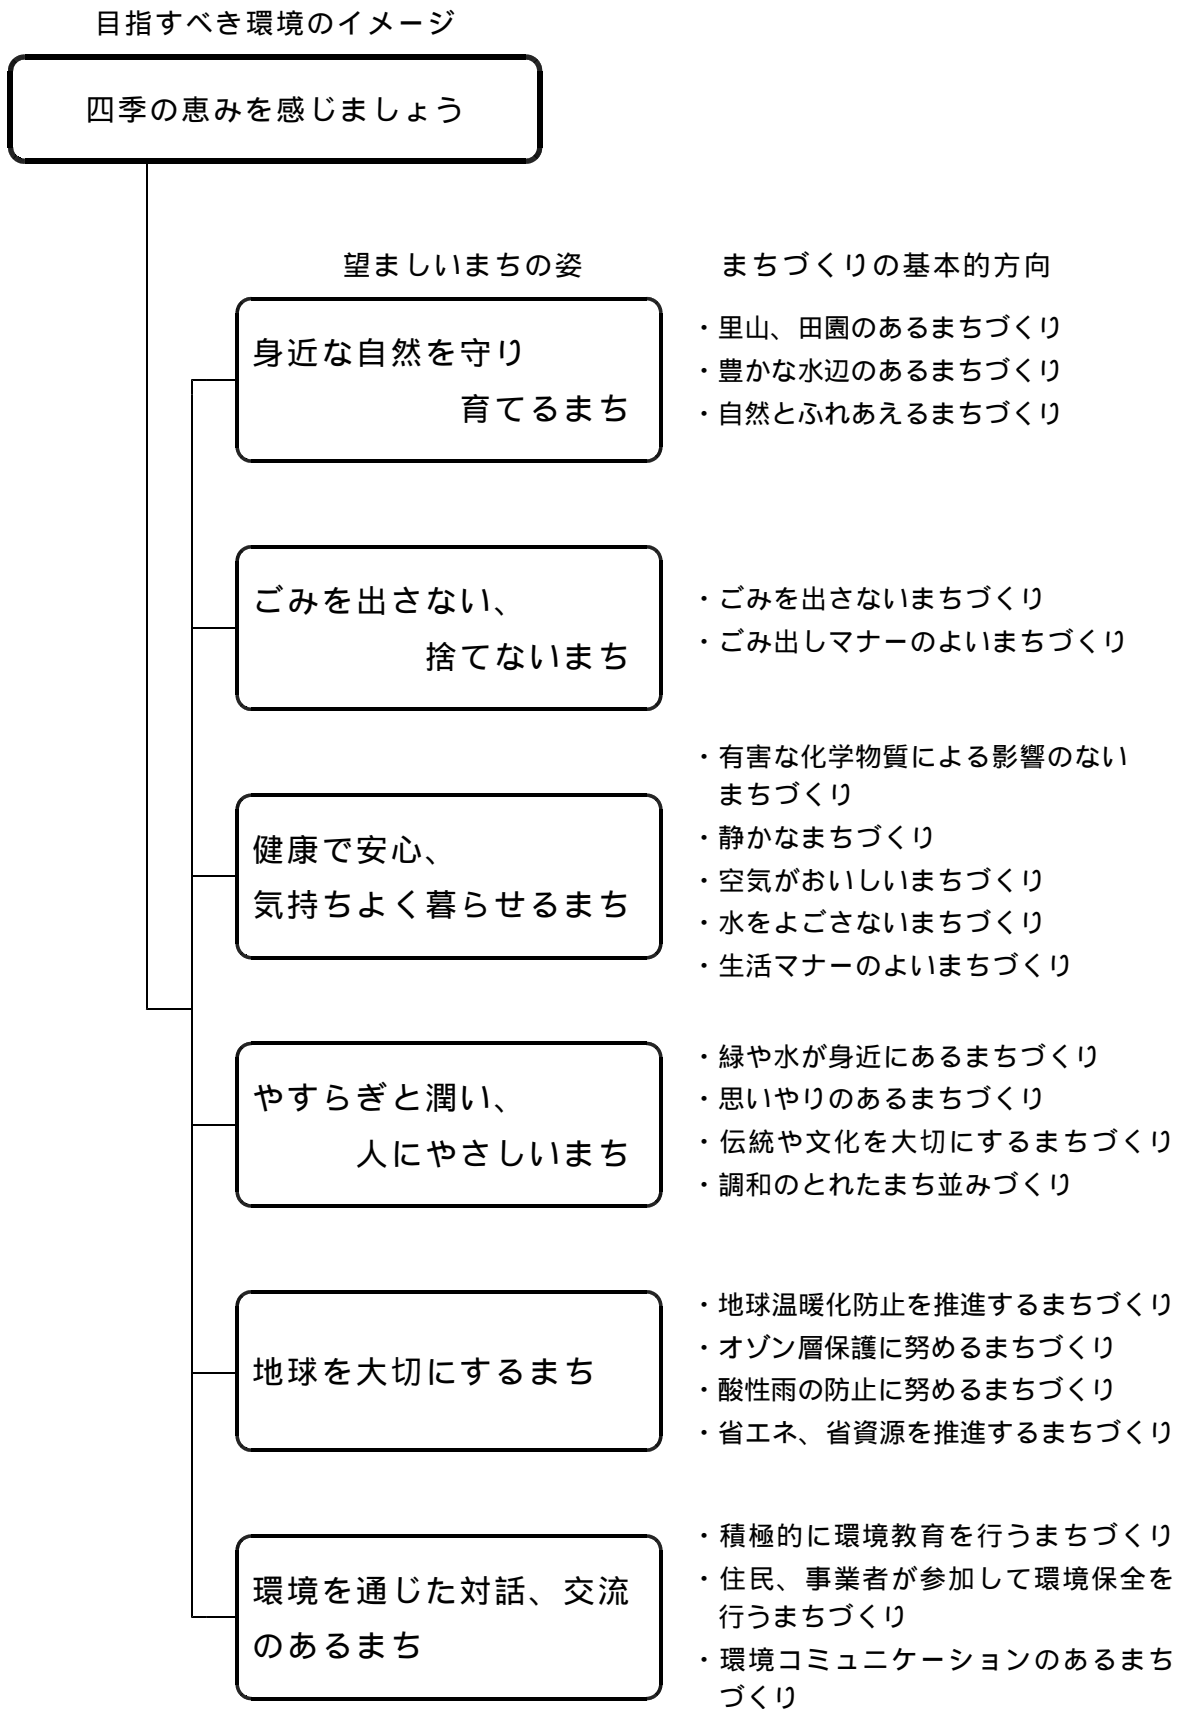 目指すべき環境のイメージ
四季の恵みを感じましょう
望ましいまちの姿
まちづくりの基本的方向
身近な自然を守り
育てるまち
・里山、田園のあるまちづくり
・豊かな水辺のあるまちづくり
・自然とふれあえるまちづくり
ごみを出さない、
捨てないまち
・ごみを出さないまちづくり
・ごみ出しマナーのよいまちづくり
健康で安心、
気持ちよく暮らせるまち
・有害な化学物質による影響のない
まちづくり
・静かなまちづくり
・空気がおいしいまちづくり
・水をよごさないまちづくり
・生活マナーのよいまちづくり
やすらぎと潤い、
人にやさしいまち
・緑や水が身近にあるまちづくり
・思いやりのあるまちづくり
・伝統や文化を大切にするまちづくり
・調和のとれたまち並みづくり
地球を大切にするまち
・地球温暖化防止を推進するまちづくり
・オゾン層保護に努めるまちづくり
・酸性雨の防止に努めるまちづくり
・省エネ、省資源を推進するまちづくり
環境を通じた対話、交流
のあるまち
・積極的に環境教育を行うまちづくり
・住民、事業者が参加して環境保全を
行うまちづくり
・環境コミュニケーションのあるまち
づくり